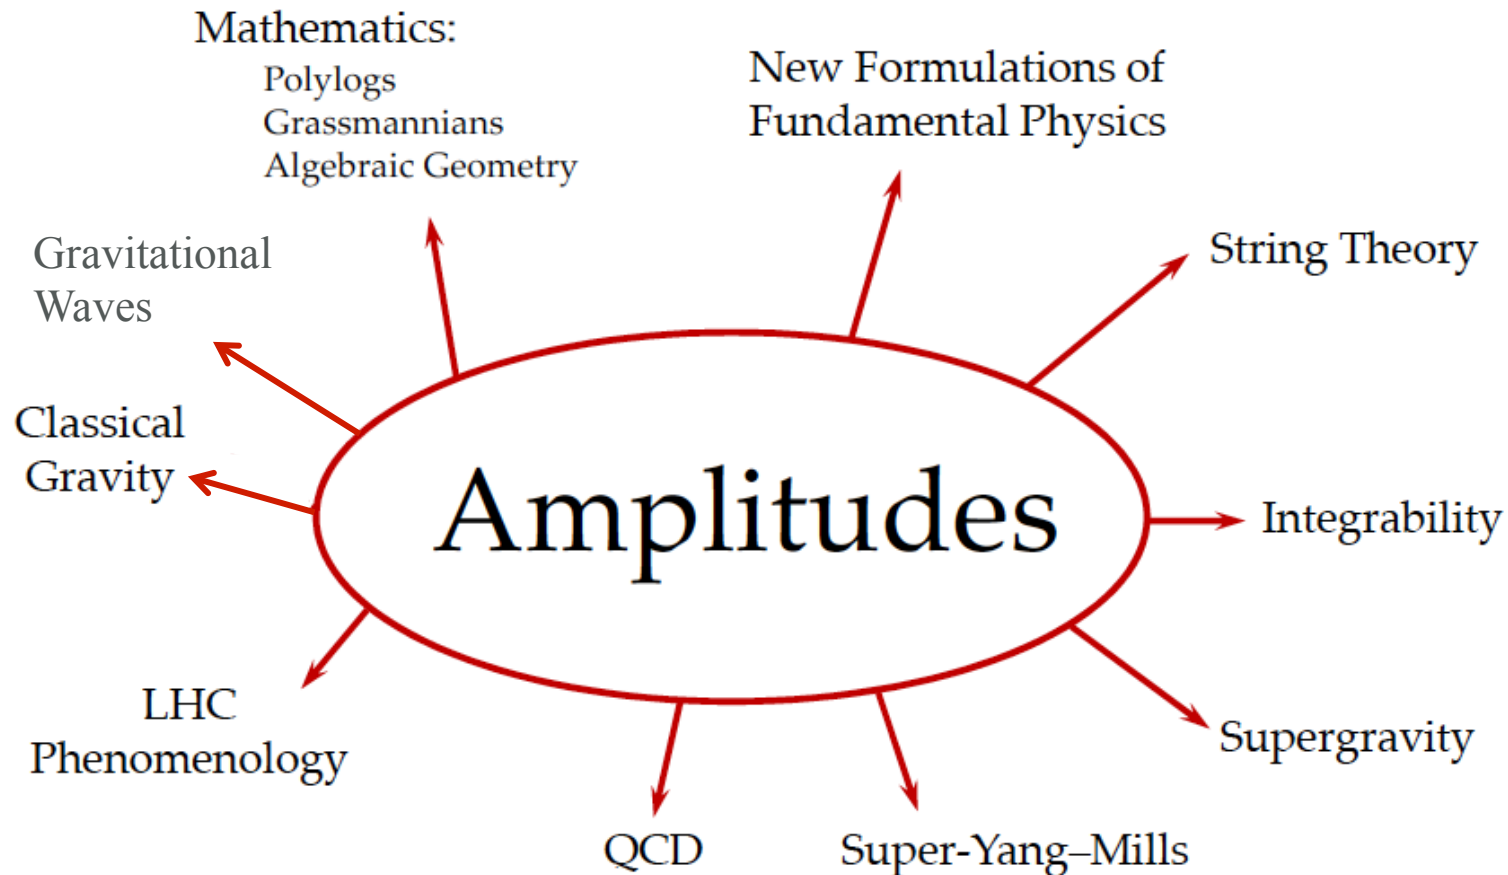 Mathematics:
Polylogs
Grassmannians
Algebraic Geometry
New Formulations of
Fundamental Physics
Gravitational
Waves
String Theory
Classical
Gravity
Amplitudes
Integrability
LHC
Phenomenology
Supergravity
QCD
Super-Yang–Mills